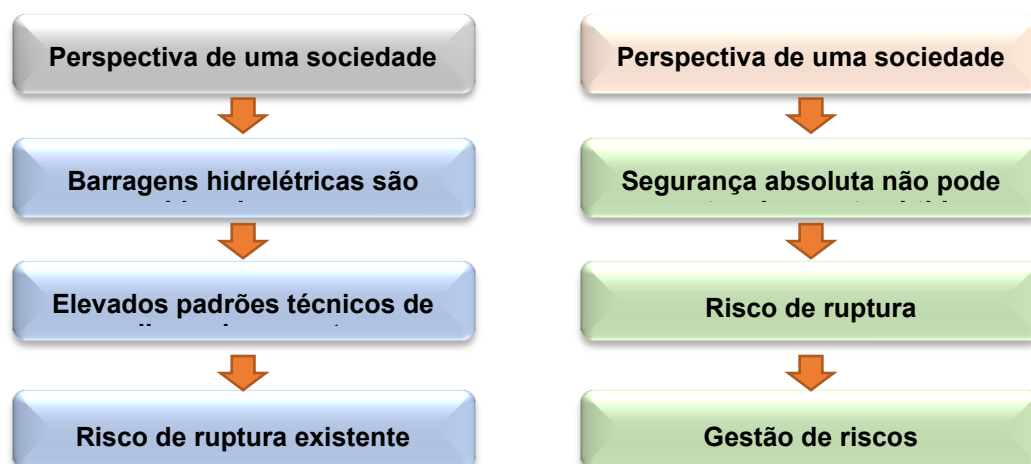 Perspectiva de uma sociedade
Barragens hidrelétricas são
Elevados padrões técnicos de
Risco de ruptura existente
Perspectiva de uma sociedade
Segurança absoluta não pode
Risco de ruptura
Gestão de riscos